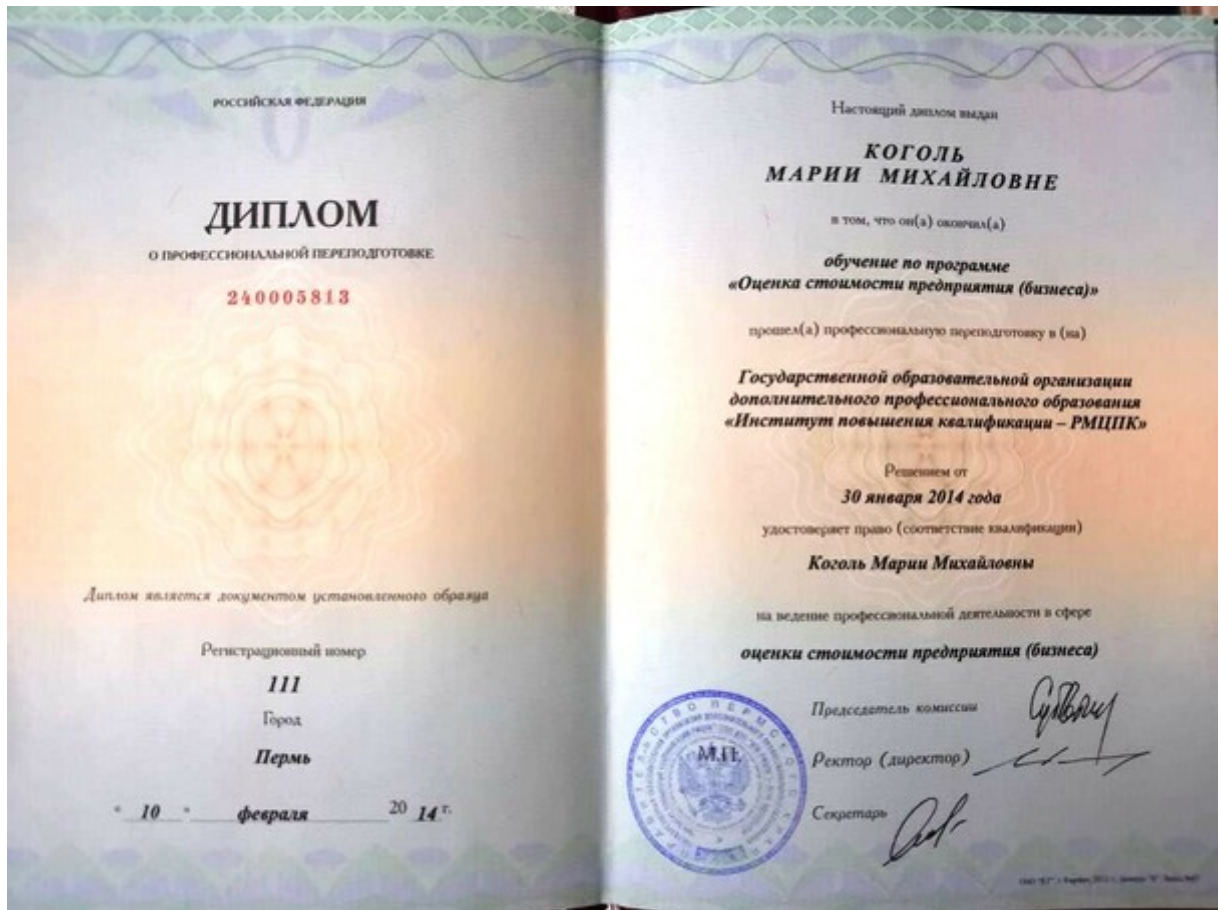 РОССИЙСКАЯ ФЕДЕРАЦИЯ
ДИПЛОМ
О ПРОФЕССИОНАЛЬНОЙ ПЕРЕПОДГОТОВКЕ
240005813
Диплом является документом установленного образца
Регистрационный номер
111
Город
Пермь
" 10 " февраля 20 14 г.
Настоящий диплом выдан
КОГОЛЬ
МАРИИ МИХАЙЛОВНЕ
в том, что он(а) окончил(а)
обучение по программе
«Оценка стоимости предприятия (бизнеса)»
прошел(а) профессиональную переподготовку в (на)
Государственной образовательной организации
дополнительного профессионального образования
«Институт повышения квалификации – РМЦПК»
Решением от
30 января 2014 года
удостоверяет право (соответствие квалификации)
Коголь Марии Михайловны
на ведение профессиональной деятельности в сфере
оценки стоимости предприятия (бизнеса)
Председатель комиссии
М.П.
Ректор (директор)
Секретарь